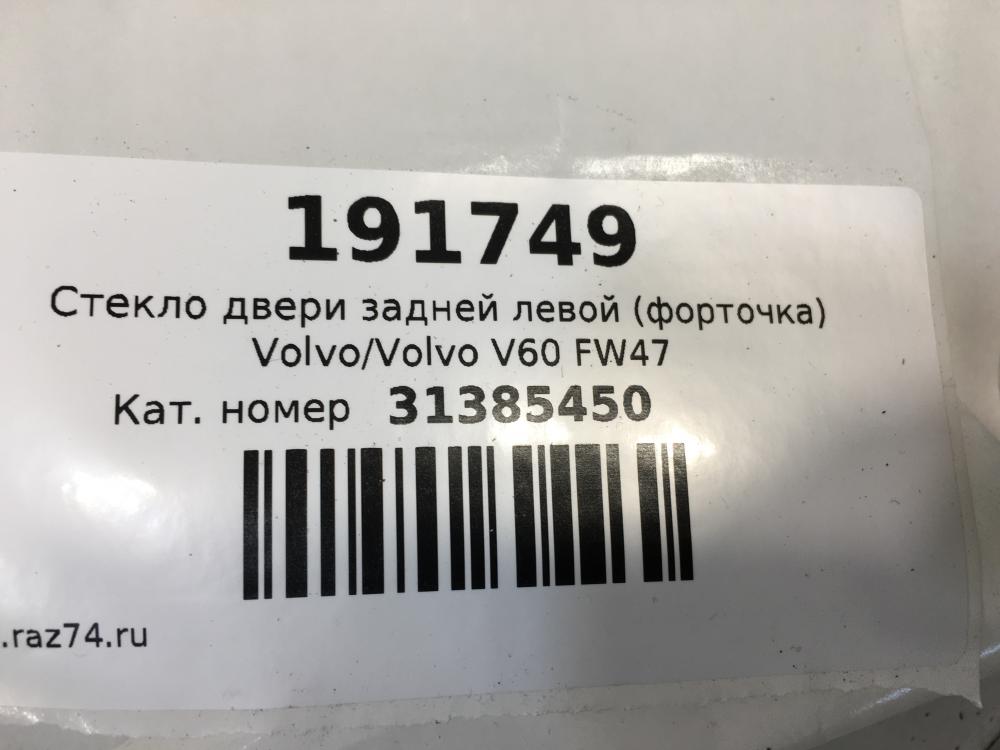 191749
Стекло двери задней левой (форточка)
Volvo/Volvo V60 FW47
Кат. номер 31385450
.raz74.ru